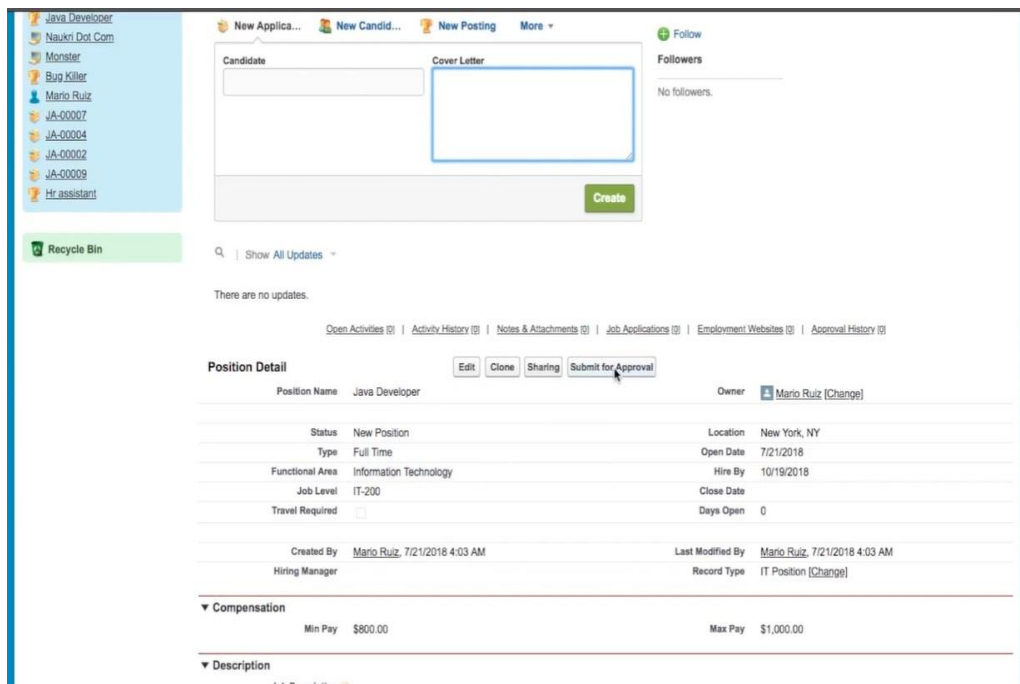 Java Developer
Naukri Dot Com
Monster
Bug Killer
Mario Ruiz
JA-00007
JA-00004
JA-00002
JA-00009
Hr assistant
Recycle Bin
New Applica... New Candid... New Posting More
Candidate Cover Letter
Create
Follow
Followers
No followers.
Show All Updates
There are no updates.
Open Activities [0] | Activity History [0] | Notes & Attachments [0] | Job Applications [0] | Employment Websites [0] | Approval History [0]
Position Detail Edit Clone Sharing Submit for Approval
Position Name Java Developer Owner Mario Ruiz [Change]
Status New Position Location New York, NY
Type Full Time Open Date 7/21/2018
Functional Area Information Technology Hire By 10/19/2018
Job Level IT-200 Close Date
Travel Required Days Open 0
Created By Mario Ruiz, 7/21/2018 4:03 AM Last Modified By Mario Ruiz, 7/21/2018 4:03 AM
Hiring Manager Record Type IT Position [Change]
Compensation
Min Pay $800.00 Max Pay $1,000.00
Description